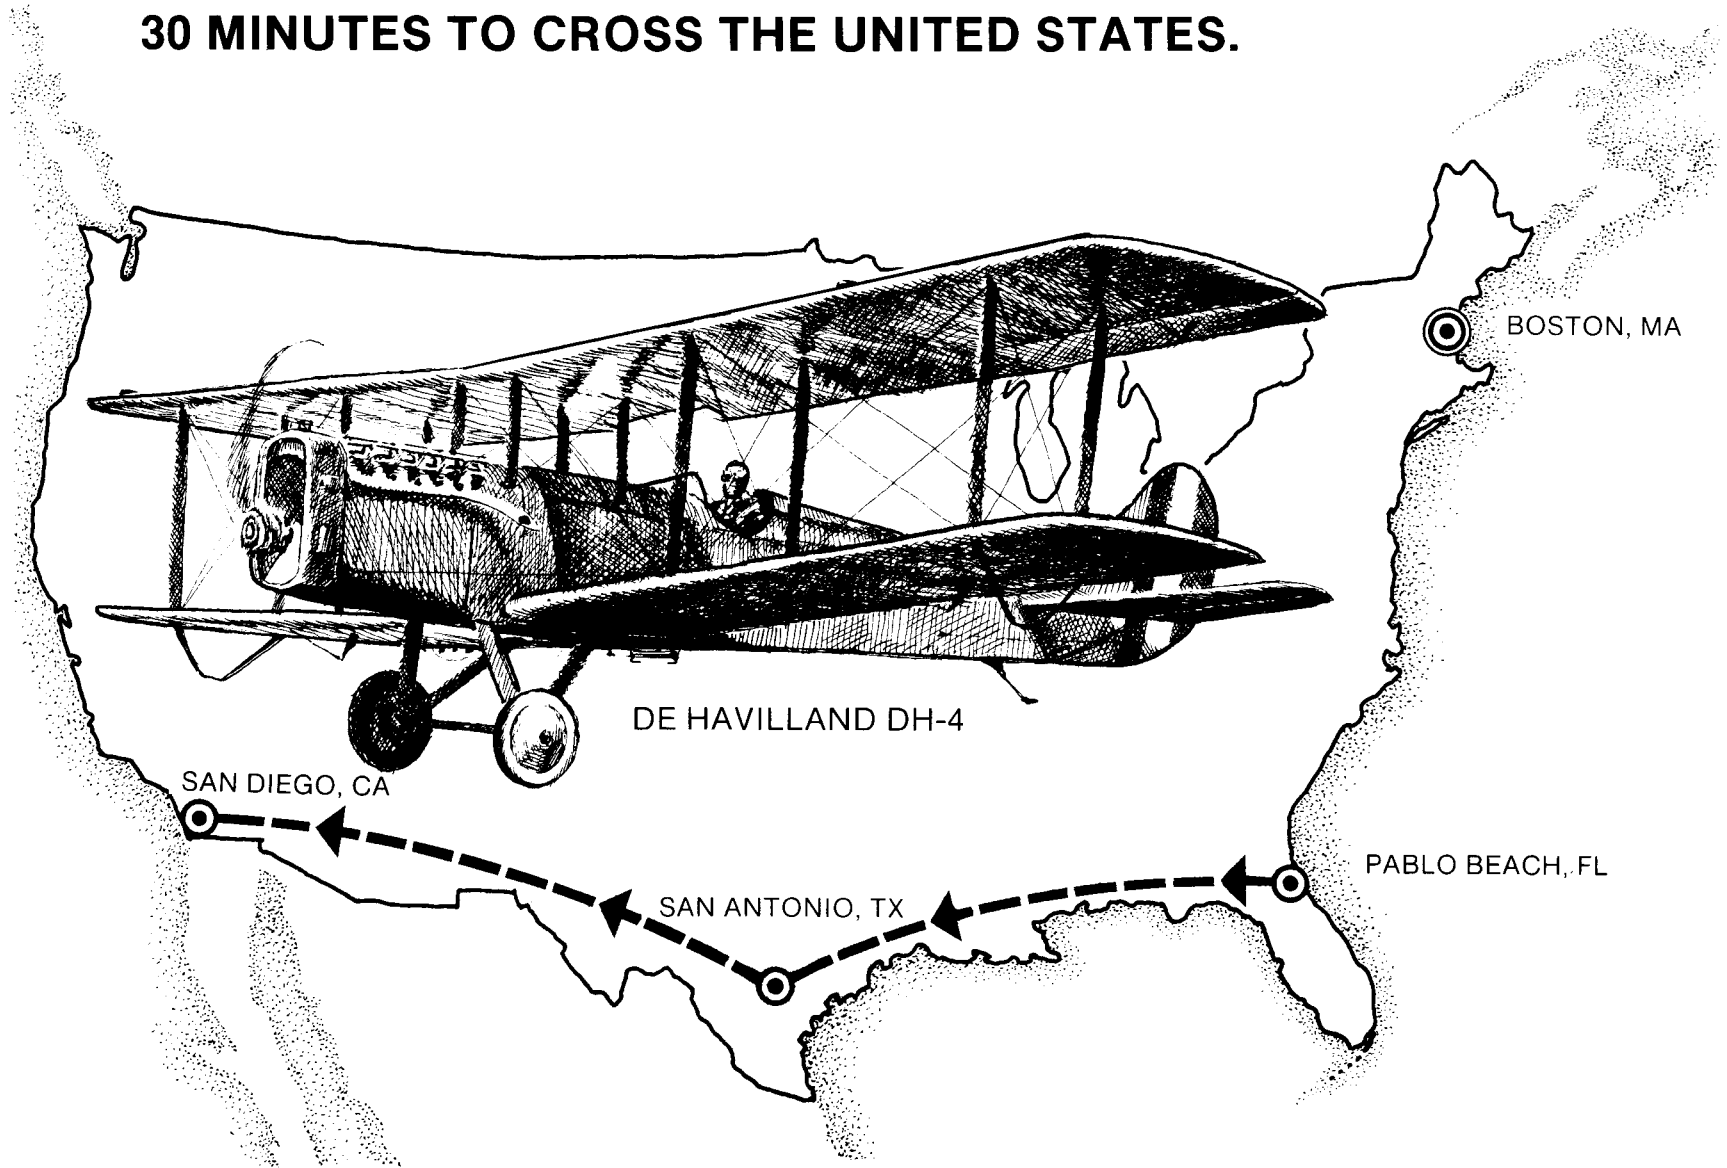 30 MINUTES TO CROSS THE UNITED STATES.
BOSTON, MA
DE HAVILLAND DH-4
SAN DIEGO, CA
PABLO BEACH, FL
SAN ANTONIO, TX